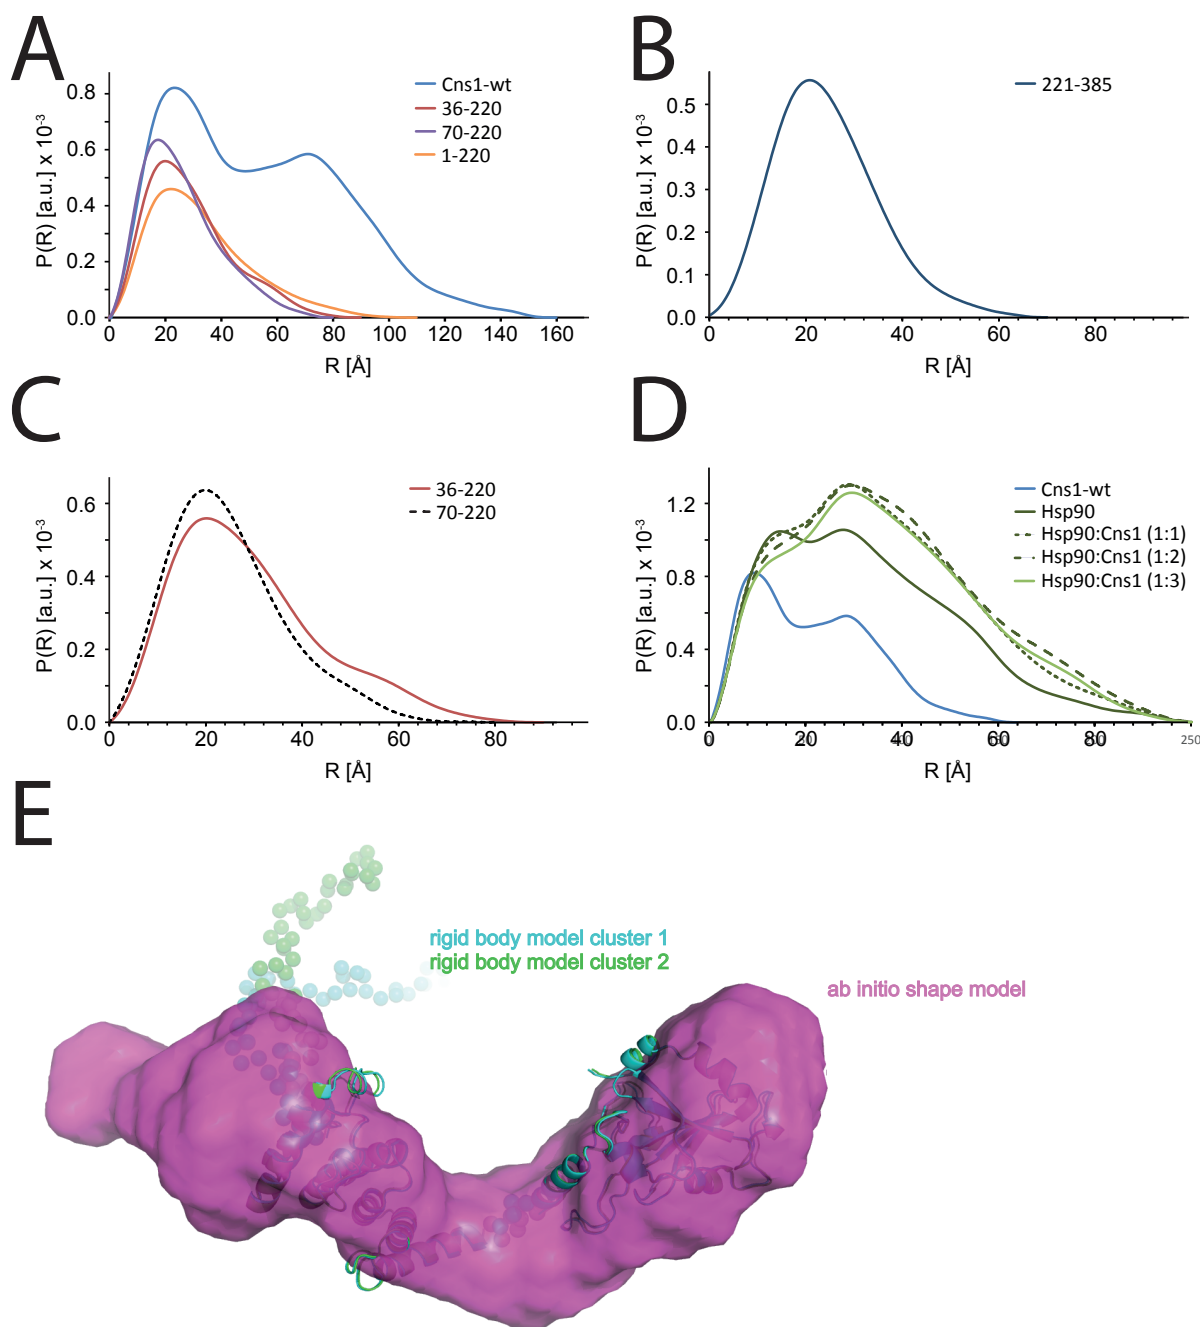 A
0.8
0.6
0.4
0.2
0.0
P(R) [a.u.] x 10⁻³
0 20 40 60 80 100 120 140 160
R [Å]
Cns1-wt
36-220
70-220
1-220
B
0.5
0.4
0.3
0.2
0.1
0.0
P(R) [a.u.] x 10⁻³
0 20 40 60 80
R [Å]
221-385
C
0.6
0.4
0.2
0.0
P(R) [a.u.] x 10⁻³
0 20 40 60 80
R [Å]
36-220
70-220
D
1.2
0.8
0.4
0.0
P(R) [a.u.] x 10⁻³
0 20 40 60 80
250
R [Å]
Cns1-wt
Hsp90
Hsp90:Cns1 (1:1)
Hsp90:Cns1 (1:2)
Hsp90:Cns1 (1:3)
E
rigid body model cluster 1
rigid body model cluster 2
ab initio shape model